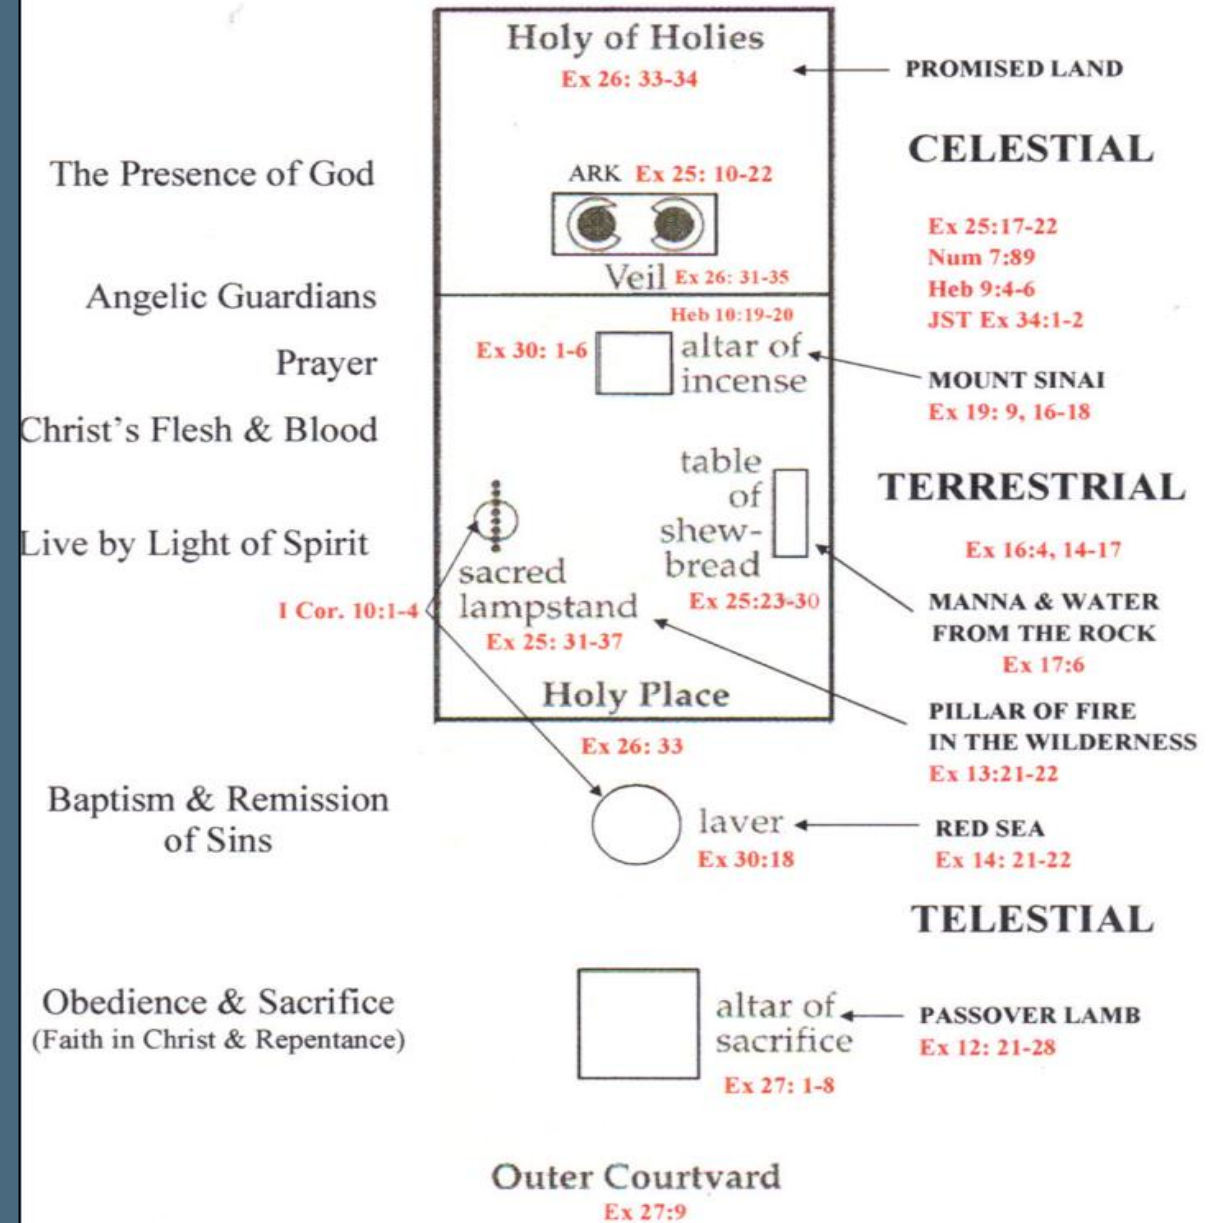 Holy of Holies
Ex 26: 33-34
PROMISED LAND
CELESTIAL
The Presence of God
ARK Ex 25: 10-22
Ex 25:17-22
Num 7:89
Heb 9:4-6
JST Ex 34:1-2
Veil Ex 26: 31-35
Angelic Guardians
Heb 10:19-20
Prayer
Ex 30: 1-6
altar of
incense
MOUNT SINAI
Ex 19: 9, 16-18
Christ's Flesh & Blood
table
of
shew-
bread
Ex 25:23-30
TERRESTRIAL
Ex 16:4, 14-17
MANNA & WATER
FROM THE ROCK
Ex 17:6
Live by Light of Spirit
sacred
lampstand
Ex 25: 31-37
I Cor. 10:1-4
Holy Place
Ex 26: 33
PILLAR OF FIRE
IN THE WILDERNESS
Ex 13:21-22
Baptism & Remission
of Sins
laver
Ex 30:18
RED SEA
Ex 14: 21-22
TELESTIAL
Obedience & Sacrifice
(Faith in Christ & Repentance)
altar of
sacrifice
Ex 27: 1-8
PASSOVER LAMB
Ex 12: 21-28
Outer Courtyard
Ex 27:9